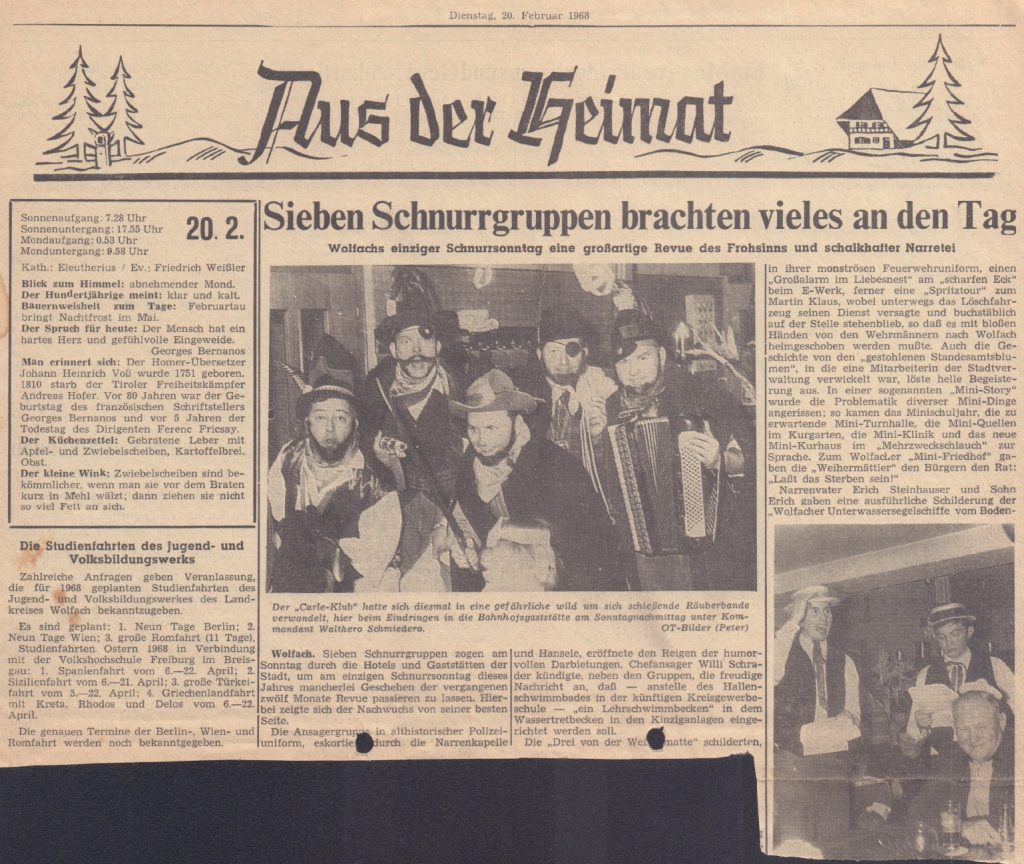 Dienstag, 20. Februar 1968
Aus der Heimat
Sonnenaufgang: 7.28 Uhr
Sonnenuntergang: 17.55 Uhr
Mondaufgang: 0.53 Uhr
Monduntergang: 9.58 Uhr
20. 2.
Kath.: Eleutherius / Ev.: Friedrich Weißler
Blick zum Himmel: abnehmender Mond.
Der Hundertjährige meint: klar und kalt.
Bauernweisheit zum Tage: Februartau
bringt Nachtfrost im Mai.
Der Spruch für heute: Der Mensch hat ein
hartes Herz und gefühlvolle Eingeweide.
Georges Bernanos
Man erinnert sich: Der Homer-Übersetzer
Johann Heinrich Voß wurde 1751 geboren.
1810 starb der Tiroler Freiheitskämpfer
Andreas Hofer. Vor 80 Jahren war der Ge-
burtstag des französischen Schriftstellers
Georges Bernanos und vor 5 Jahren der
Todestag des Dirigenten Ferenc Fricsay.
Der Küchenzettel: Gebratene Leber mit
Apfel- und Zwiebelscheiben, Kartoffelbrei.
Obst.
Der kleine Wink: Zwiebelscheiben sind be-
kömmlicher, wenn man sie vor dem Braten
kurz in Mehl wälzt; dann ziehen sie nicht
so viel Fett an sich.
Die Studienfahrten des Jugend- und
Volksbildungswerks
Zahlreiche Anfragen geben Veranlassung,
die für 1968 geplanten Studienfahrten des
Jugend- und Volksbildungswerkes des Land-
kreises Wolfach bekanntzugeben.
Es sind geplant: 1. Neun Tage Berlin; 2.
Neun Tage Wien; 3. große Romfahrt (11 Tage).
Studienfahrten Ostern 1968 in Verbindung
mit der Volkshochschule Freiburg im Breis-
gau: 1. Spanienfahrt vom 6.—22. April; 2.
Sizilienfahrt vom 6.—21. April; 3. große Türkei-
fahrt vom 5.—22. April; 4. Griechenlandfahrt
mit Kreta, Rhodos und Delos vom 6.—22.
April.
Die genauen Termine der Berlin-, Wien- und
Romfahrt werden noch bekanntgegeben.
Sieben Schnurrgruppen brachten vieles an den Tag
Wolfachs einziger Schnurrsonntag eine großartige Revue des Frohsinns und schalkhafter Narretei
Der „Carle-Klub“ hatte sich diesmal in eine gefährliche wild um sich schießende Räuberbande
verwandelt, hier beim Eindringen in die Bahnhofsgaststätte am Sonntagnachmittag unter Kom-
mandant Walthero Schmiedero. OT-Bilder (Peter)
Wolfach. Sieben Schnurrgruppen zogen am
Sonntag durch die Hotels und Gaststätten der
Stadt, um am einzigen Schnurrsonntag dieses
Jahres mancherlei Geschehen der vergangenen
zwölf Monate Revue passieren zu lassen. Hier-
bei zeigte sich der Nachwuchs von seiner besten
Seite.
Die Ansagergruppe in althistorischer Polizei-
uniform, eskortiert durch die Narrenkapelle
und Hansele, eröffnete den Reigen der humor-
vollen Darbietungen. Chefansager Willi Schra-
der kündigte, neben den Gruppen, die freudige
Nachricht an, daß — anstelle des Hallen-
schwimmbades in der künftigen Kreisgewerbe-
schule — „ein Lehrschwimmbecken“ in dem
Wassertretbecken in den Kinziganlagen einge-
richtet werden soll.
Die „Drei von der schilderten,
in ihrer monströsen Feuerwehruniform, einen
„Großalarm im Liebesnest“ am „scharfen Eck“
beim E-Werk, ferner eine „Spritztour“ zum
Martin Klaus, wobei unterwegs das Löschfahr-
zeug seinen Dienst versagte und buchstäblich
auf der Stelle stehenblieb, so daß es mit bloßen
Händen von den Wehrmännern nach Wolfach
heimgeschoben werden mußte. Auch die Ge-
schichte von den „gestohlenen Standesamtsblu-
men“, in die eine Mitarbeiterin der Stadtver-
waltung verwickelt war, löste helle Begeiste-
rung aus. In einer sogenannten „Mini-Story“
wurde die Problematik diverser Mini-Dinge
angerissen; so kamen das Minischuljahr, die zu
erwartende Mini-Turnhalle, die Mini-Quellen
im Kurgarten, die Mini-Klinik und das neue
Mini-Kurhaus im „Mehrzweckschlauch“ zur
Sprache. Zum Wolfacher „Mini-Friedhof“ ga-
ben die „Weihermättler“ den Bürgern den Rat:
„Laßt das Sterben sein!“
Narrenvater Erich Steinhauser und Sohn
Erich gaben eine ausführliche Schilderung der
„Wolfacher Unterwassersegelschiffe vom Boden-